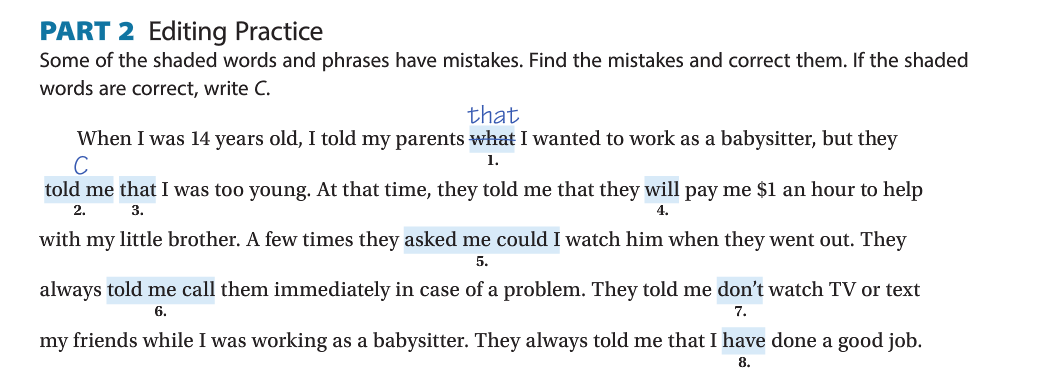 PART 2 Editing Practice
Some of the shaded words and phrases have mistakes. Find the mistakes and correct them. If the shaded
words are correct, write C.
that
When I was 14 years old, I told my parents what I wanted to work as a babysitter, but they
1.
C
told me that I was too young. At that time, they told me that they will pay me $1 an hour to help
2. 3. 4.
with my little brother. A few times they asked me could I watch him when they went out. They
5.
always told me call them immediately in case of a problem. They told me don't watch TV or text
6. 7.
my friends while I was working as a babysitter. They always told me that I have done a good job.
8.